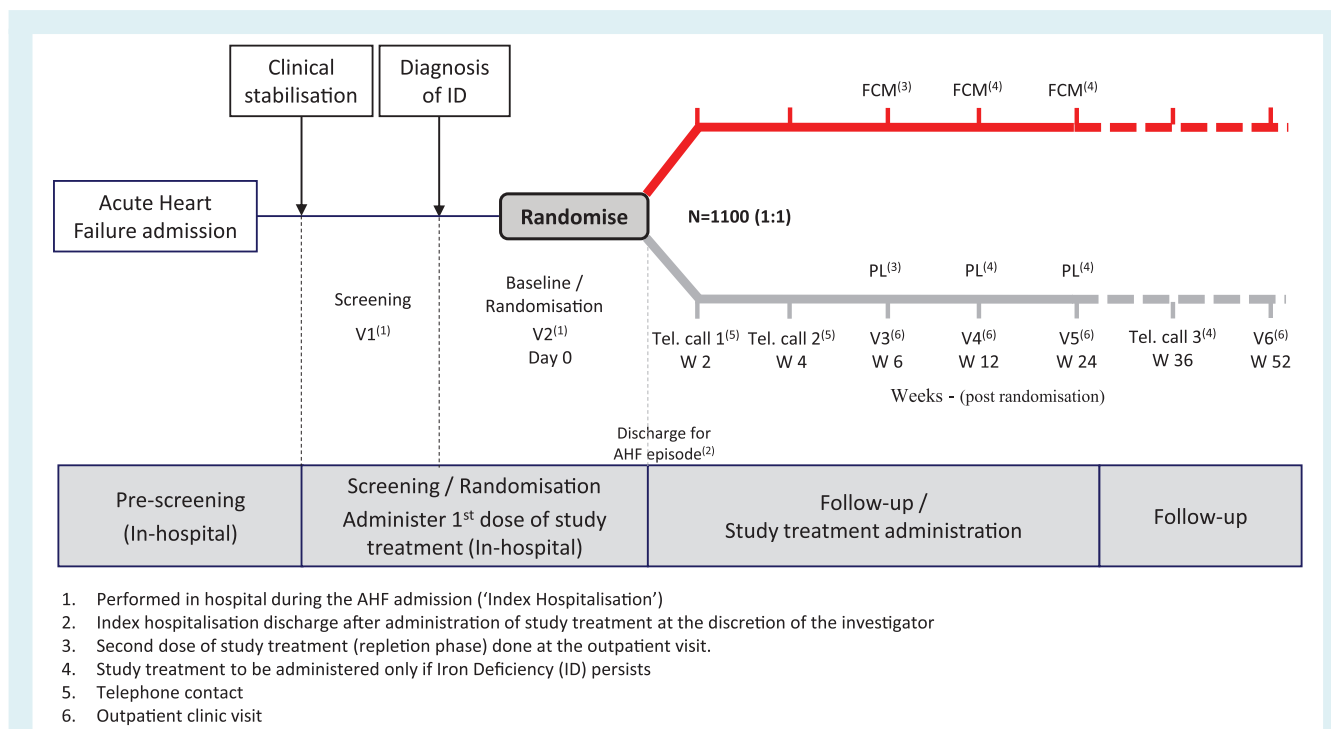 Clinical
stabilisation
Diagnosis
of ID
FCM(3)
FCM(4)
FCM(4)
Acute Heart
Failure admission
Randomise
N=1100 (1:1)
PL(3)
PL(4)
PL(4)
Screening
V1(1)
Baseline /
Randomisation
V2(1)
Day 0
Tel. call 1(5)
W 2
Tel. call 2(5)
W 4
V3(6)
W 6
V4(6)
W 12
V5(6)
W 24
Tel. call 3(4)
W 36
V6(6)
W 52
Weeks - (post randomisation)
Discharge for
AHF episode(2)
Pre-screening
(In-hospital)
Screening / Randomisation
Administer 1st dose of study
treatment (In-hospital)
Follow-up /
Study treatment administration
Follow-up
1. Performed in hospital during the AHF admission (‘Index Hospitalisation’)
2. Index hospitalisation discharge after administration of study treatment at the discretion of the investigator
3. Second dose of study treatment (repletion phase) done at the outpatient visit.
4. Study treatment to be administered only if Iron Deficiency (ID) persists
5. Telephone contact
6. Outpatient clinic visit